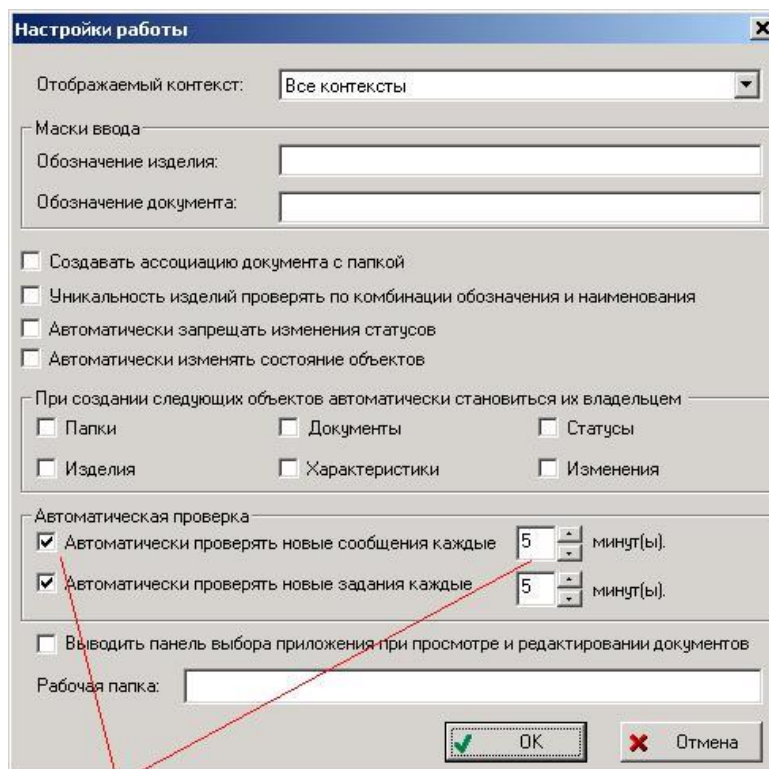 Настройки работы
Отображаемый контекст: Все контексты
Маски ввода
Обозначение изделия:
Обозначение документа:
Создавать ассоциацию документа с папкой
Уникальность изделий проверять по комбинации обозначения и наименования
Автоматически запрещать изменения статусов
Автоматически изменять состояние объектов
При создании следующих объектов автоматически становиться их владельцем
Папки Документы Статусы
Изделия Характеристики Изменения
Автоматическая проверка
Автоматически проверять новые сообщения каждые 5 минут(ы).
Автоматически проверять новые задания каждые 5 минут(ы).
Выводить панель выбора приложения при просмотре и редактировании документов
Рабочая папка:
OK Отмена